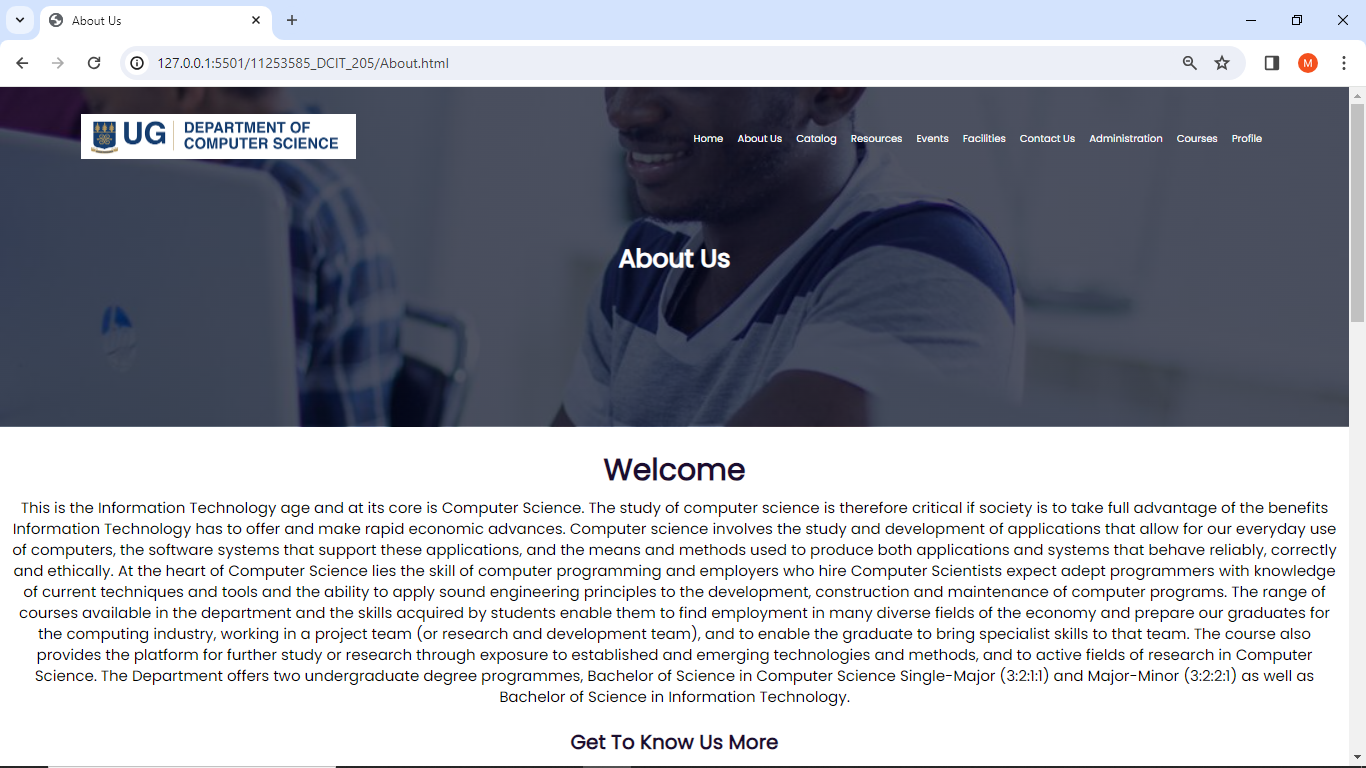 About Us
127.0.0.1:5501/11253585_DCIT_205/About.html
M
UG
DEPARTMENT OF
COMPUTER SCIENCE
Home About Us Catalog Resources Events Facilities Contact Us Administration Courses Profile
About Us
Welcome
This is the Information Technology age and at its core is Computer Science. The study of computer science is therefore critical if society is to take full advantage of the benefits
Information Technology has to offer and make rapid economic advances. Computer science involves the study and development of applications that allow for our everyday use
of computers, the software systems that support these applications, and the means and methods used to produce both applications and systems that behave reliably, correctly
and ethically. At the heart of Computer Science lies the skill of computer programming and employers who hire Computer Scientists expect adept programmers with knowledge
of current techniques and tools and the ability to apply sound engineering principles to the development, construction and maintenance of computer programs. The range of
courses available in the department and the skills acquired by students enable them to find employment in many diverse fields of the economy and prepare our graduates for
the computing industry, working in a project team (or research and development team), and to enable the graduate to bring specialist skills to that team. The course also
provides the platform for further study or research through exposure to established and emerging technologies and methods, and to active fields of research in Computer
Science. The Department offers two undergraduate degree programmes, Bachelor of Science in Computer Science Single-Major (3:2:1:1) and Major-Minor (3:2:2:1) as well as
Bachelor of Science in Information Technology.
Get To Know Us More